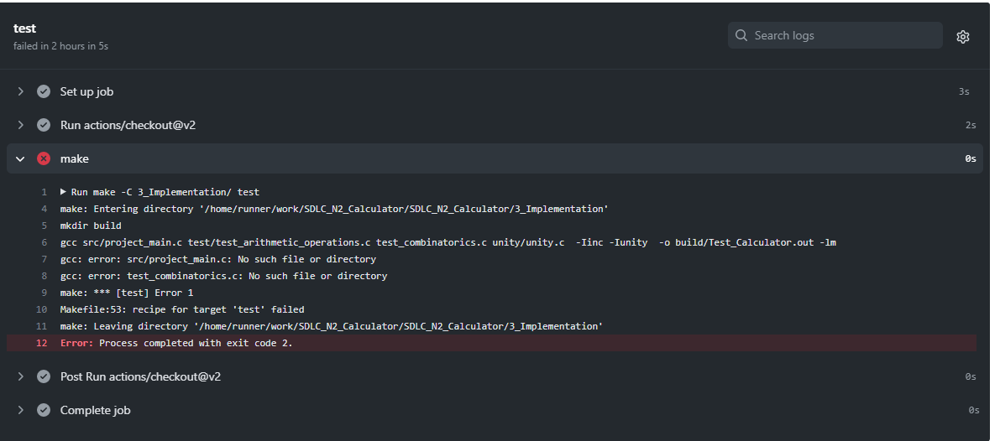 test
failed in 2 hours in 5s
Search logs
Set up job 3s
Run actions/checkout@v2 2s
make 0s
1 Run make -C 3_Implementation/ test
4 make: Entering directory '/home/runner/work/SDLC_N2_Calculator/SDLC_N2_Calculator/3_Implementation'
5 mkdir build
6 gcc src/project_main.c test/test_arithmetic_operations.c test_combinatorics.c unity/unity.c  -Iinc -Iunity  -o build/Test_Calculator.out -lm
7 gcc: error: src/project_main.c: No such file or directory
8 gcc: error: test_combinatorics.c: No such file or directory
9 make: *** [test] Error 1
10 Makefile:53: recipe for target 'test' failed
11 make: Leaving directory '/home/runner/work/SDLC_N2_Calculator/SDLC_N2_Calculator/3_Implementation'
12 Error: Process completed with exit code 2.
Post Run actions/checkout@v2 0s
Complete job 0s